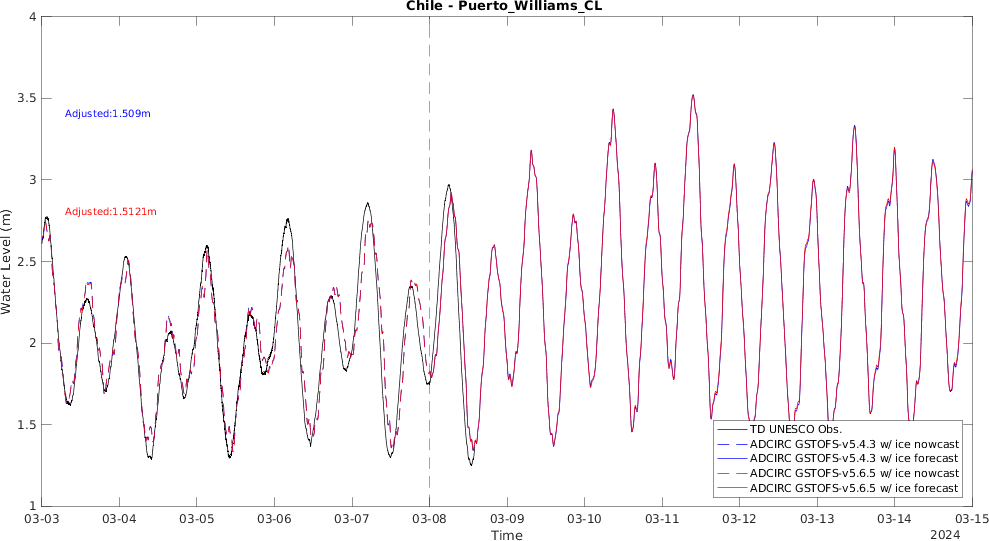 Chile - Puerto_Williams_CL
4
3.5
3
2.5
2
1.5
1
Water Level (m)
Adjusted:1.509m
Adjusted:1.5121m
TD UNESCO Obs.
ADCIRC GSTOFS-v5.4.3 w/ ice nowcast
ADCIRC GSTOFS-v5.4.3 w/ ice forecast
ADCIRC GSTOFS-v5.6.5 w/ ice nowcast
ADCIRC GSTOFS-v5.6.5 w/ ice forecast
03-03 03-04 03-05 03-06 03-07 03-08 03-09 03-10 03-11 03-12 03-13 03-14 03-15
Time
2024